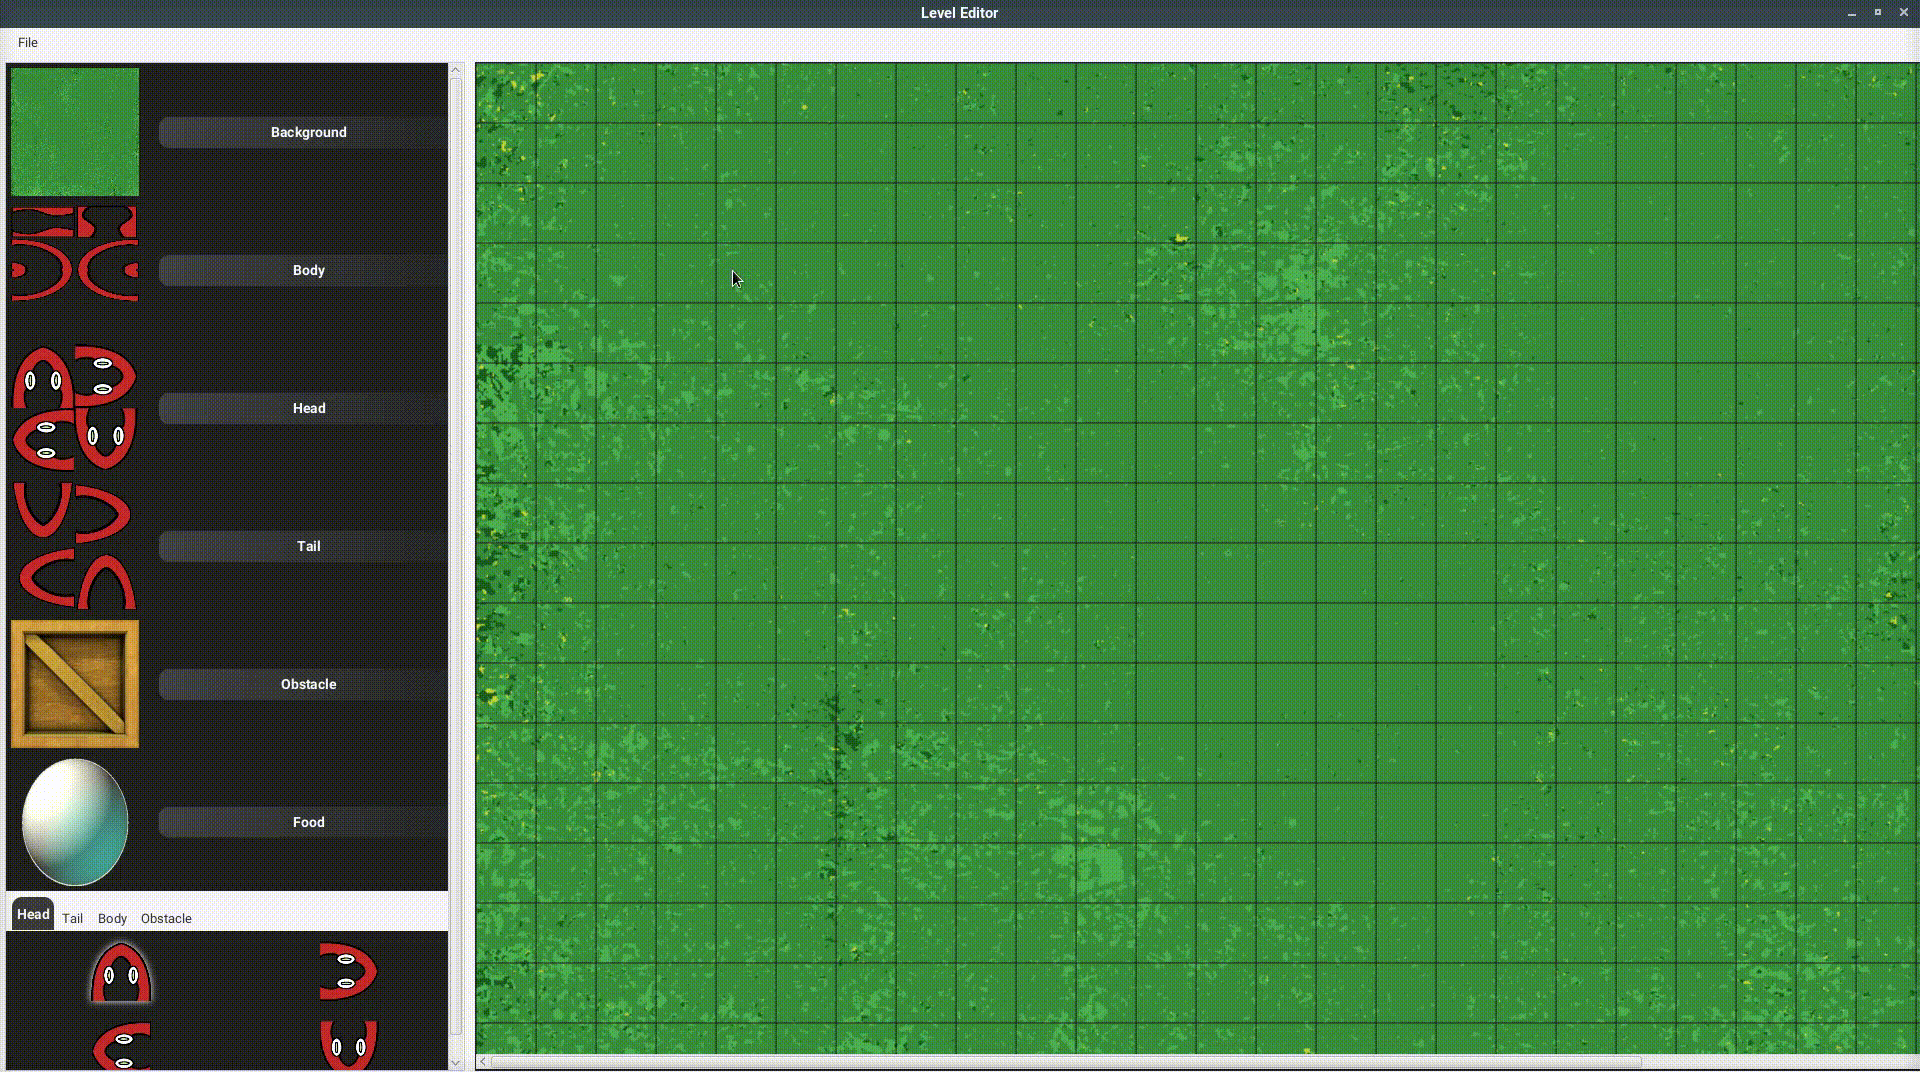 Level Editor
File
Background
Body
Head
Tail
Obstacle
Food
Head Tail Body Obstacle